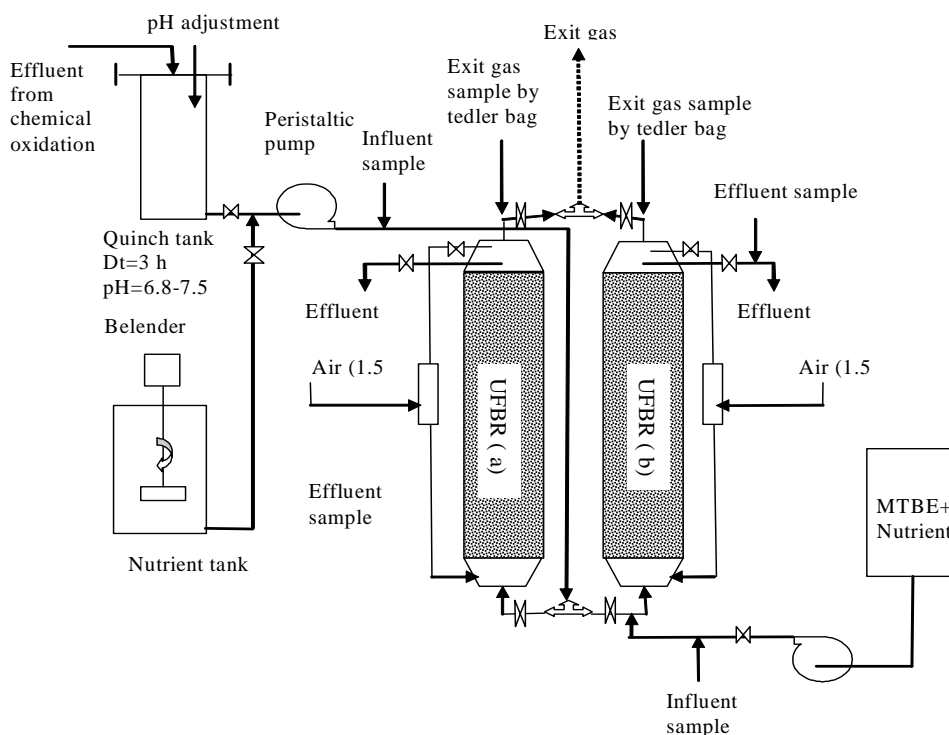 pH adjustment
Effluent
from
chemical
oxidation
Peristaltic
pump
Influent
sample
Exit gas
sample by
tedler bag
Exit gas
Exit gas sample
by tedler bag
Effluent sample
Quinch tank
Dt=3 h
pH=6.8-7.5
Effluent
Effluent
Belender
Air (1.5
UFBR ( a)
UFBR ( b)
Air (1.5
Effluent
sample
MTBE+
Nutrient
Nutrient tank
Influent
sample